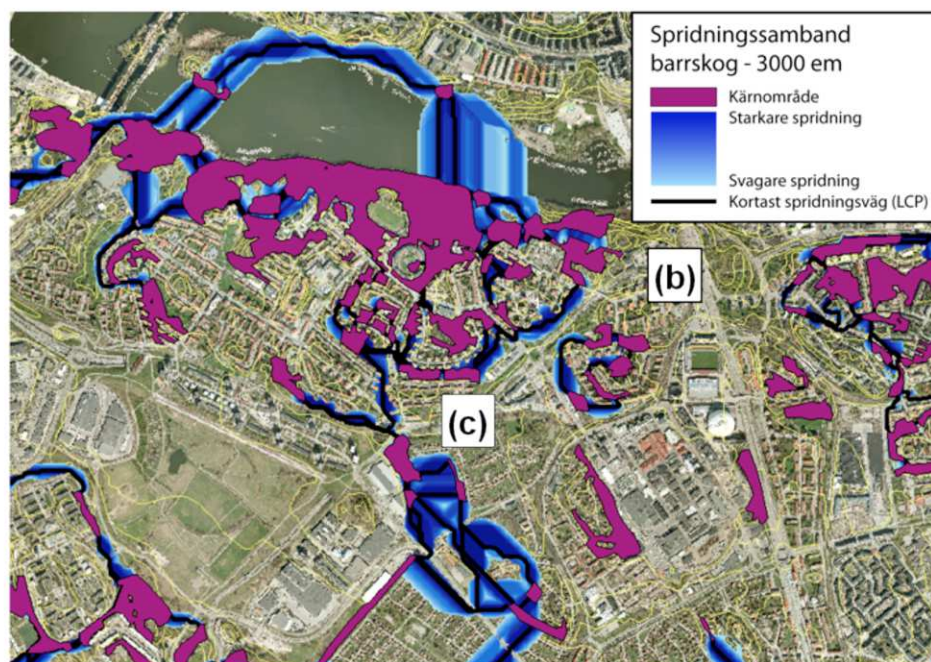 Spridningssamband
barrskog - 3000 em
Kärnområde
Starkare spridning
Svagare spridning
Kortast spridningsväg (LCP)
(b)
(c)